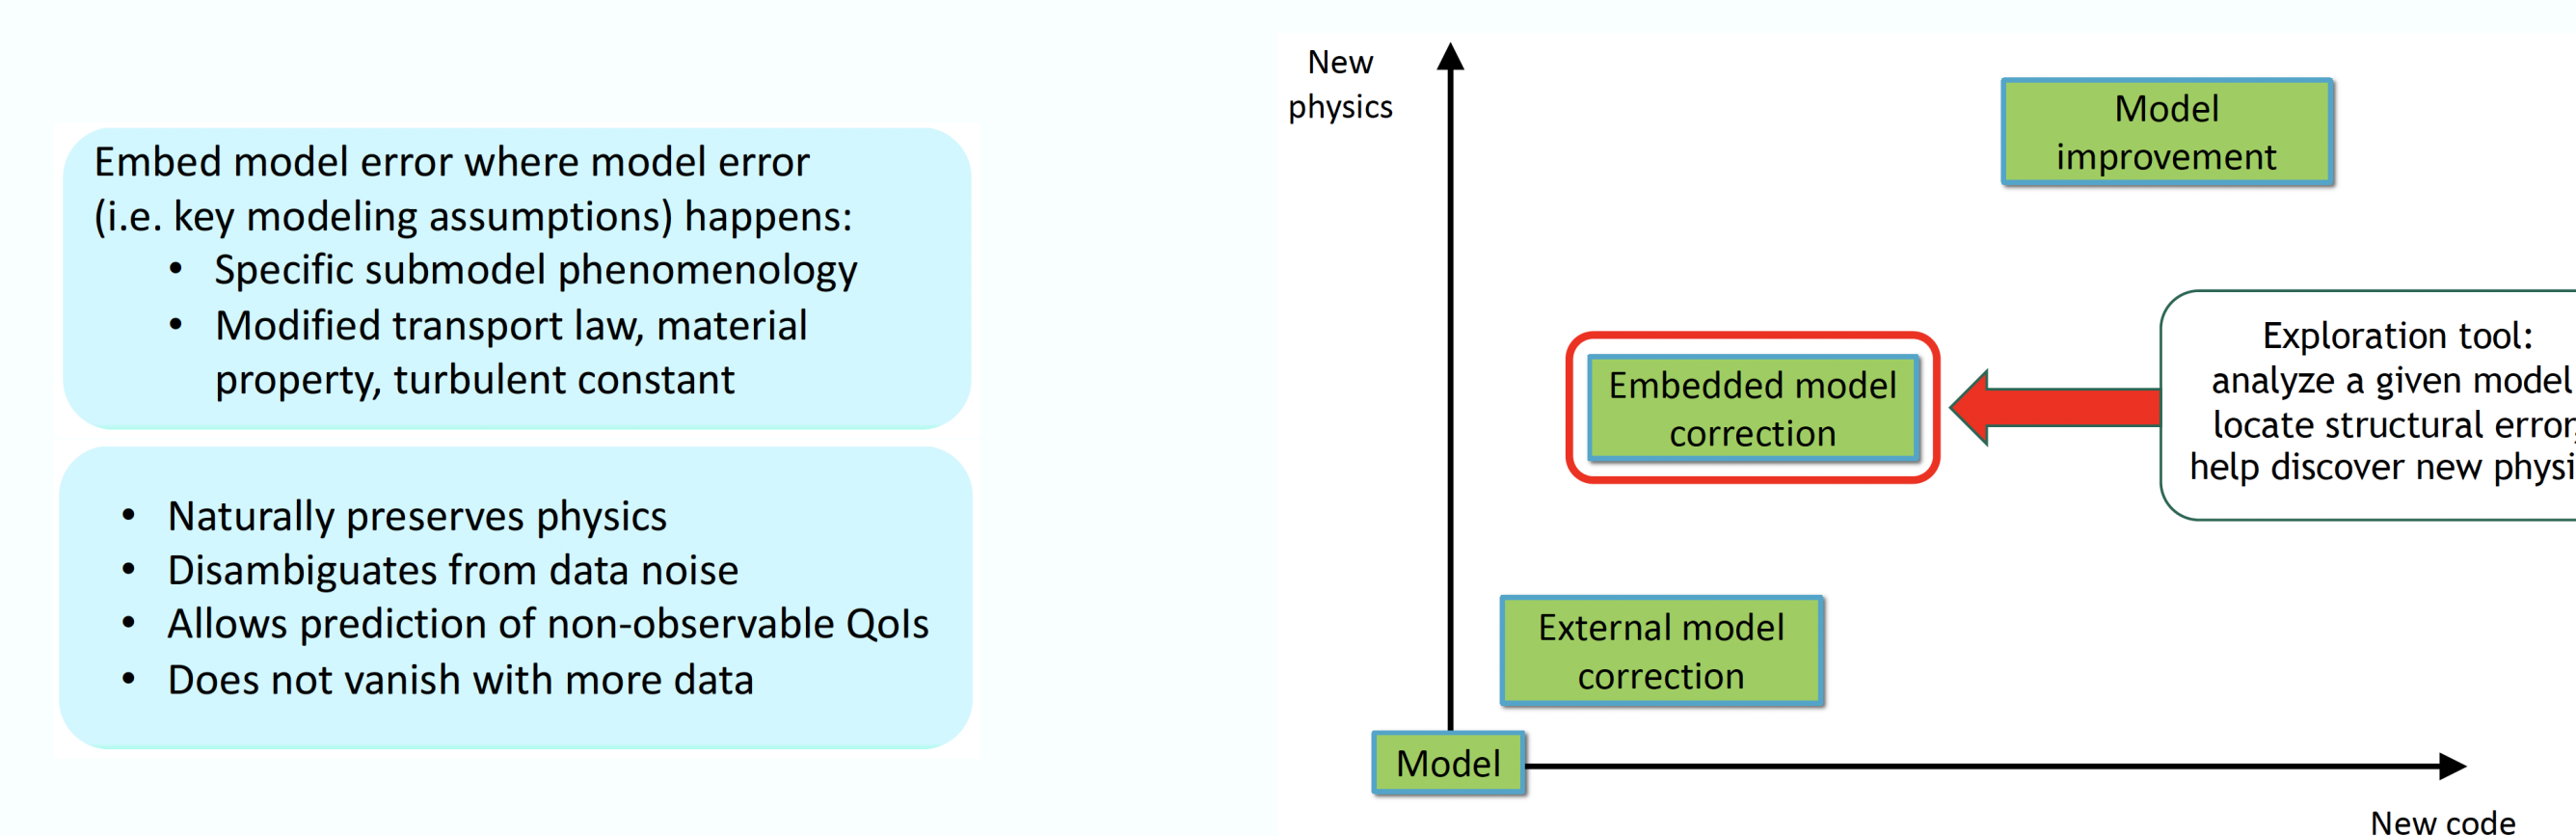 Embed model error where model error
(i.e. key modeling assumptions) happens:
• Specific submodel phenomenology
• Modified transport law, material
property, turbulent constant
• Naturally preserves physics
• Disambiguates from data noise
• Allows prediction of non-observable QoIs
• Does not vanish with more data
New
physics
Model
improvement
Embedded model
correction
Exploration tool:
analyze a given model
locate structural error,
help discover new
External model
correction
Model
New code